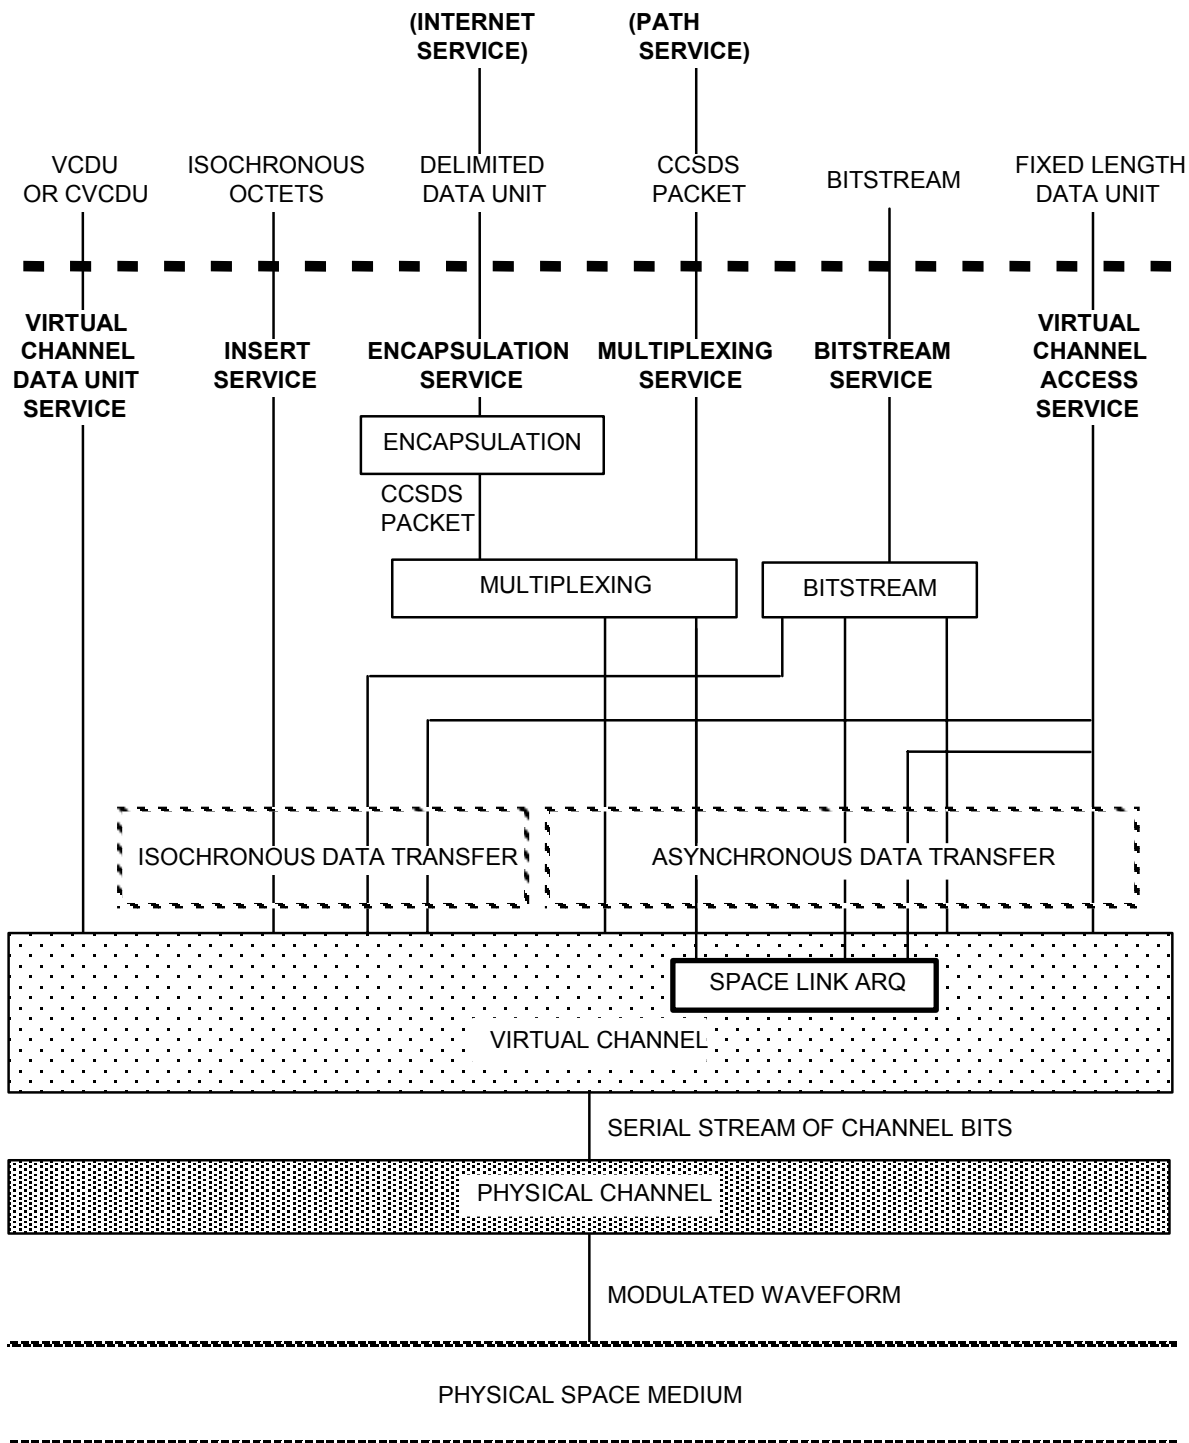 (INTERNET
SERVICE)
(PATH
SERVICE)
VCDU
OR CVCDU
ISOCHRONOUS
OCTETS
DELIMITED
DATA UNIT
CCSDS
PACKET
BITSTREAM
FIXED LENGTH
DATA UNIT
VIRTUAL
CHANNEL
DATA UNIT
SERVICE
INSERT
SERVICE
ENCAPSULATION
SERVICE
MULTIPLEXING
SERVICE
BITSTREAM
SERVICE
VIRTUAL
CHANNEL
ACCESS
SERVICE
ENCAPSULATION
CCSDS
PACKET
MULTIPLEXING
BITSTREAM
ISOCHRONOUS DATA TRANSFER
ASYNCHRONOUS DATA TRANSFER
SPACE LINK ARQ
VIRTUAL CHANNEL
SERIAL STREAM OF CHANNEL BITS
PHYSICAL CHANNEL
MODULATED WAVEFORM
PHYSICAL SPACE MEDIUM